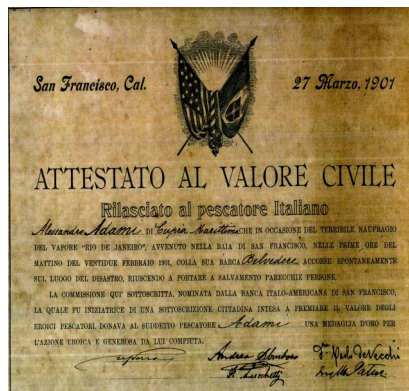 San Francisco, Cal. 27 Marzo, 1901
ATTESTATO AL VALORE CIVILE
Rilasciato al pescatore Italiano
Alessandro Adami DI Cupra Marittima CHE IN OCCASIONE DEL TERRIBILE NAUFRAGIO
DEL VAPORE "RIO DE JANEIRO", AVVENUTO NELLA BAIA DI SAN FRANCISCO, NELLE PRIME ORE DEL
MATTINO DEL VENTIDUE FEBBRAIO 1901, COLLA SUA BARCA Belvedere ACCORSE SPONTANEAMENTE
SUL LUOGO DEL DISASTRO, RIUSCENDO A PORTARE A SALVAMENTO PARECCHIE PERSONE.
LA COMMISSIONE QUI SOTTOSCRITTA, NOMINATA DALLA BANCA ITALO-AMERICANA DI SAN FRANCISCO,
LA QUALE FU INIZIATRICE DI UNA SOTTOSCRIZIONE CITTADINA INTESA A PREMIARE IL VALORE DEGLI
EROICI PESCATORI, DONAVA AL SUDDETTO PESCATORE Adami UNA MEDAGLIA D'ORO PER
L'AZIONE EROICA E GENEROSA DA LUI COMPIUTA.
Andrea Sbarboro